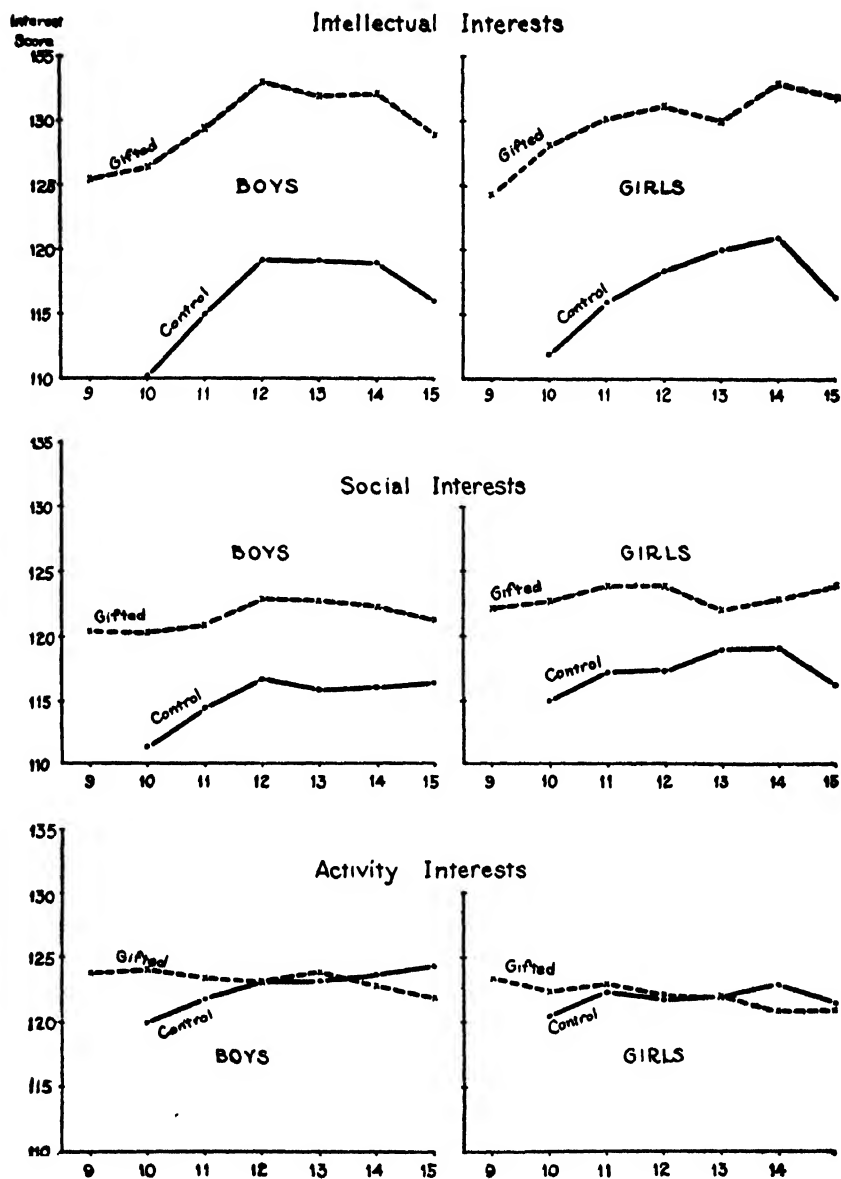 Interest
Score
Intellectual Interests
135
130
125
120
115
110
Gifted
BOYS
Control
9 10 11 12 13 14 15
Gifted
GIRLS
Control
9 10 11 12 13 14 15
Social Interests
135
130
125
120
115
110
BOYS
Gifted
Control
9 10 11 12 13 14 15
GIRLS
Gifted
Control
9 10 11 12 13 14 15
Activity Interests
135
130
125
120
115
110
Gifted
Control
BOYS
9 10 11 12 13 14 15
Gifted
Control
GIRLS
9 10 11 12 13 14 15